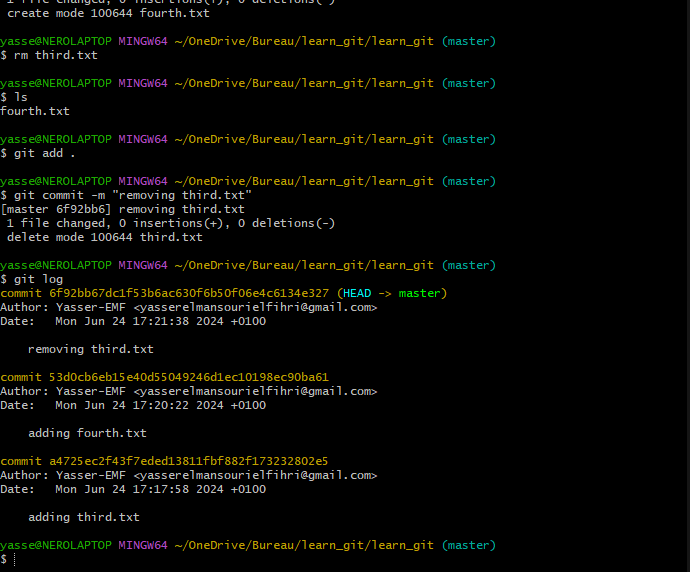 1 file changed, 0 insertions(+), 0 deletions(-)
create mode 100644 fourth.txt
yasse@NEROLAPTOP MINGW64 ~/OneDrive/Bureau/learn_git/learn_git (master)
$ rm third.txt
yasse@NEROLAPTOP MINGW64 ~/OneDrive/Bureau/learn_git/learn_git (master)
$ ls
fourth.txt
yasse@NEROLAPTOP MINGW64 ~/OneDrive/Bureau/learn_git/learn_git (master)
$ git add .
yasse@NEROLAPTOP MINGW64 ~/OneDrive/Bureau/learn_git/learn_git (master)
$ git commit -m "removing third.txt"
[master 6f92bb6] removing third.txt
1 file changed, 0 insertions(+), 0 deletions(-)
delete mode 100644 third.txt
yasse@NEROLAPTOP MINGW64 ~/OneDrive/Bureau/learn_git/learn_git (master)
$ git log
commit 6f92bb67dc1f53b6ac630f6b50f06e4c6134e327 (HEAD -> master)
Author: Yasser-EMF <yasserelmansourielfihri@gmail.com>
Date:   Mon Jun 24 17:21:38 2024 +0100
removing third.txt
commit 53d0cb6eb15e40d55049246d1ec10198ec90ba61
Author: Yasser-EMF <yasserelmansourielfihri@gmail.com>
Date:   Mon Jun 24 17:20:22 2024 +0100
adding fourth.txt
commit a4725ec2f43f7eded13811fbf882f173232802e5
Author: Yasser-EMF <yasserelmansourielfihri@gmail.com>
Date:   Mon Jun 24 17:17:58 2024 +0100
adding third.txt
yasse@NEROLAPTOP MINGW64 ~/OneDrive/Bureau/learn_git/learn_git (master)
$